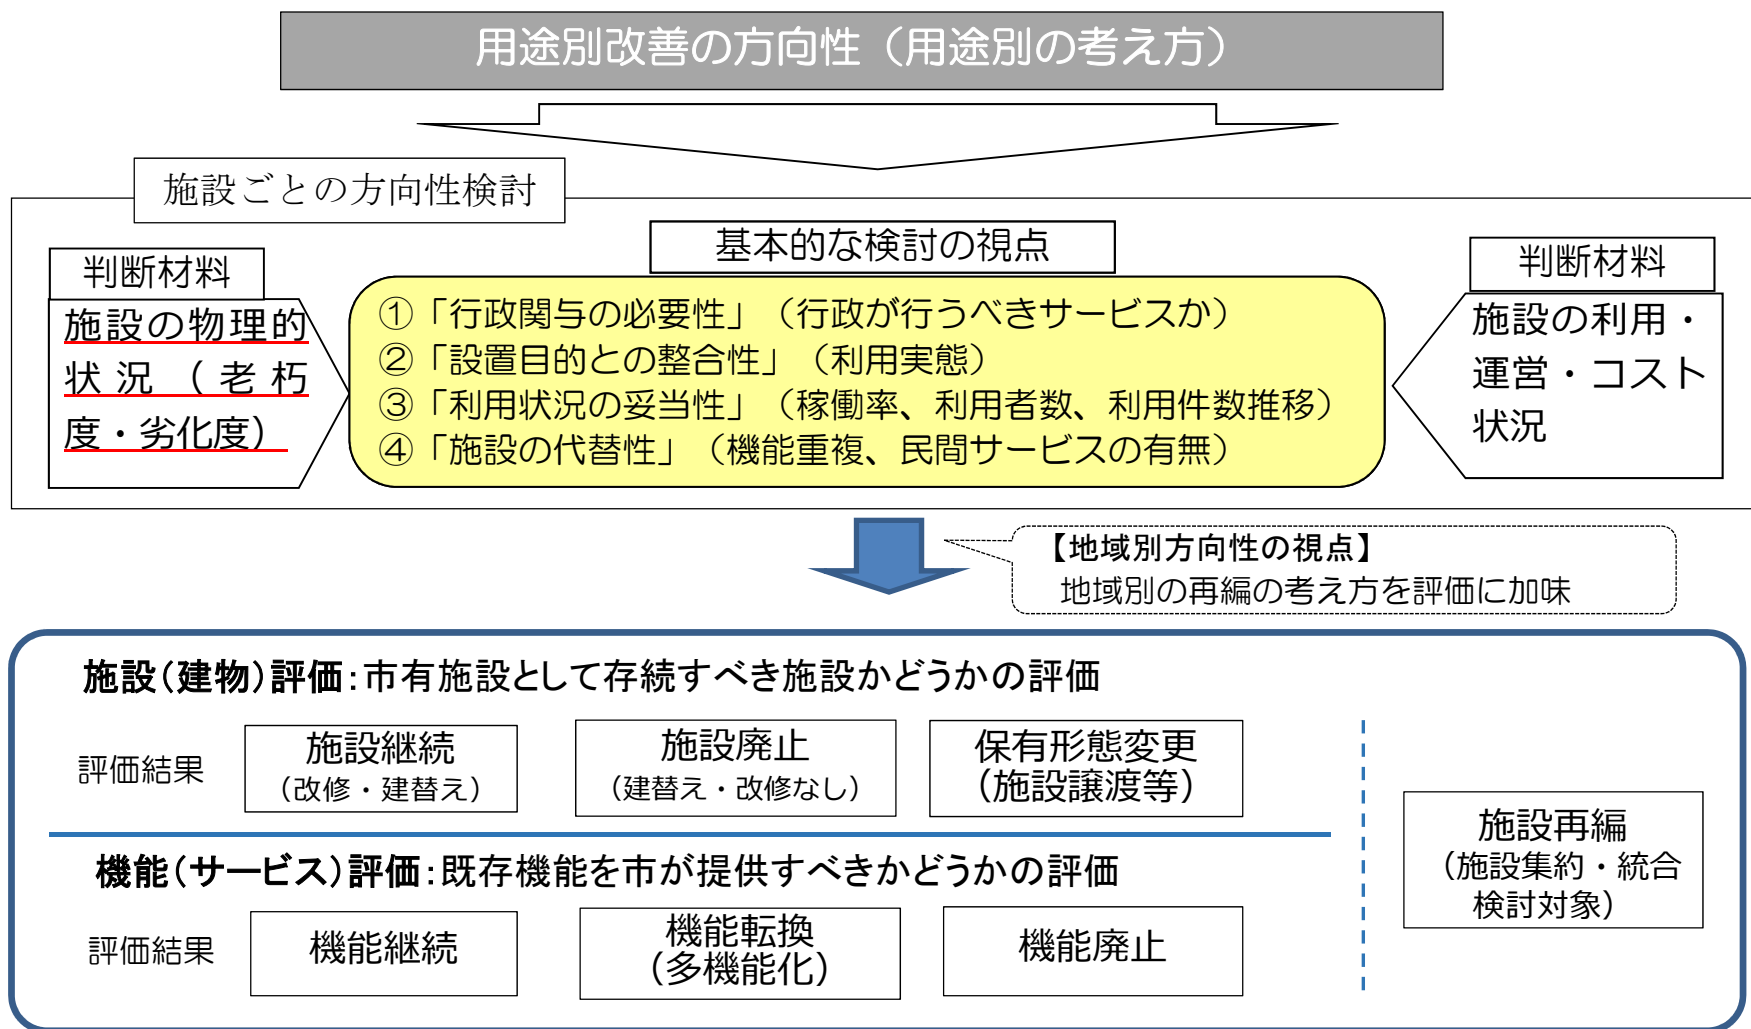 用途別改善の方向性（用途別の考え方）
施設ごとの方向性検討
基本的な検討の視点
判断材料
施設の物理的
状況（老朽
度・劣化度）
①「行政関与の必要性」（行政が行うべきサービスか）
②「設置目的との整合性」（利用実態）
③「利用状況の妥当性」（稼働率、利用者数、利用件数推移）
④「施設の代替性」（機能重複、民間サービスの有無）
判断材料
施設の利用・
運営・コスト
状況
【地域別方向性の視点】
地域別の再編の考え方を評価に加味
施設（建物）評価：市有施設として存続すべき施設かどうかの評価
評価結果
施設継続
（改修・建替え）
施設廃止
（建替え・改修なし）
保有形態変更
（施設譲渡等）
機能（サービス）評価：既存機能を市が提供すべきかどうかの評価
評価結果
機能継続
機能転換
（多機能化）
機能廃止
施設再編
（施設集約・統合
検討対象）